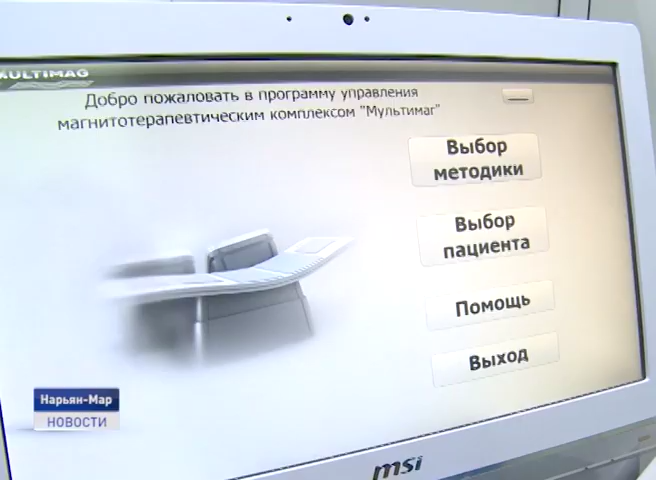 MULTIMAG
Добро пожаловать в программу управления
магнитотерапевтическим комплексом "Мультимаг"
Выбор
методики
Выбор
пациента
Помощь
Выход
Нарьян-Мар
НОВОСТИ
msi